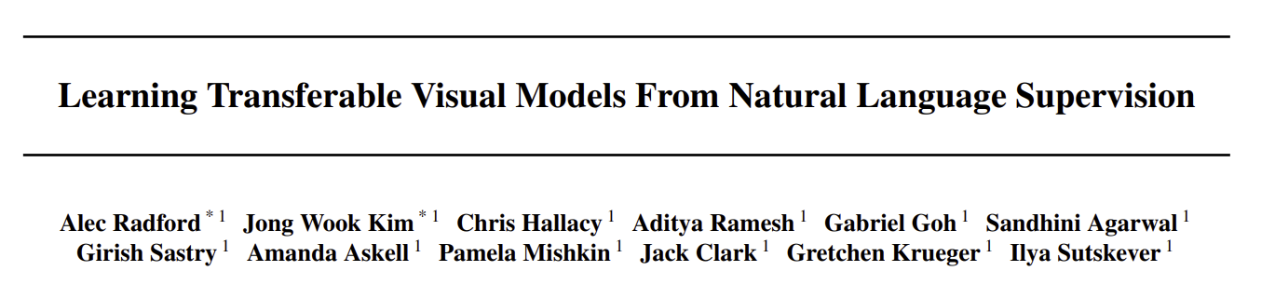 Learning Transferable Visual Models From Natural Language Supervision
Alec Radford * 1 Jong Wook Kim * 1 Chris Hallacy 1 Aditya Ramesh 1 Gabriel Goh 1 Sandhini Agarwal 1
Girish Sastry 1 Amanda Askell 1 Pamela Mishkin 1 Jack Clark 1 Gretchen Krueger 1 Ilya Sutskever 1